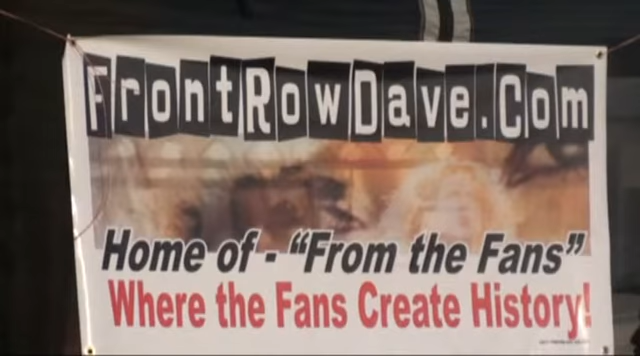 FrontRowDave.Com
Home of - “From the Fans”
Where the Fans Create History!